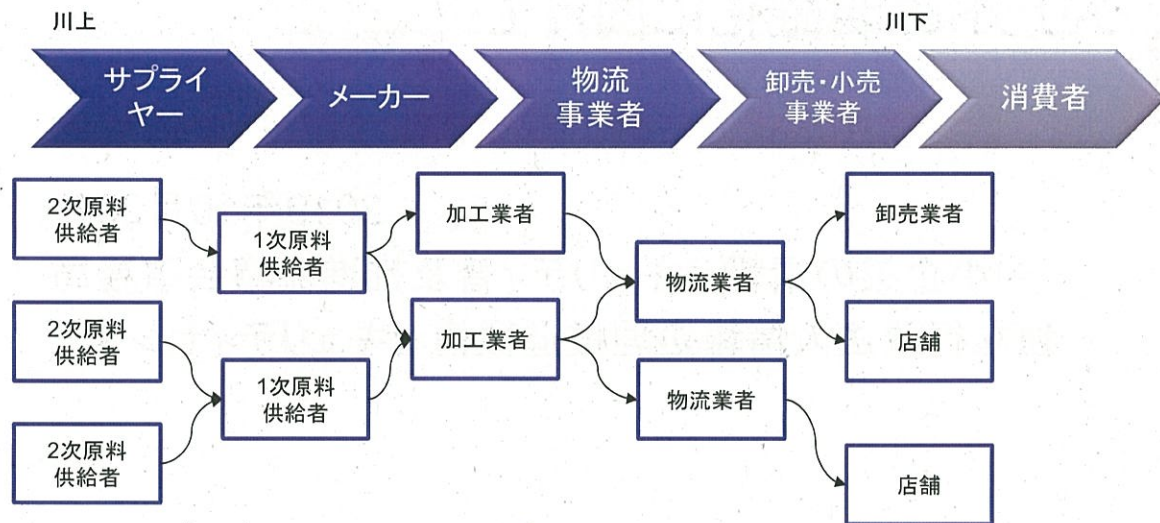 川上
川下
サプライ
ヤー
メーカー
物流
事業者
卸売・小売
事業者
消費者
2次原料
供給者
2次原料
供給者
2次原料
供給者
1次原料
供給者
1次原料
供給者
加工業者
加工業者
物流業者
物流業者
卸売業者
店舗
店舗